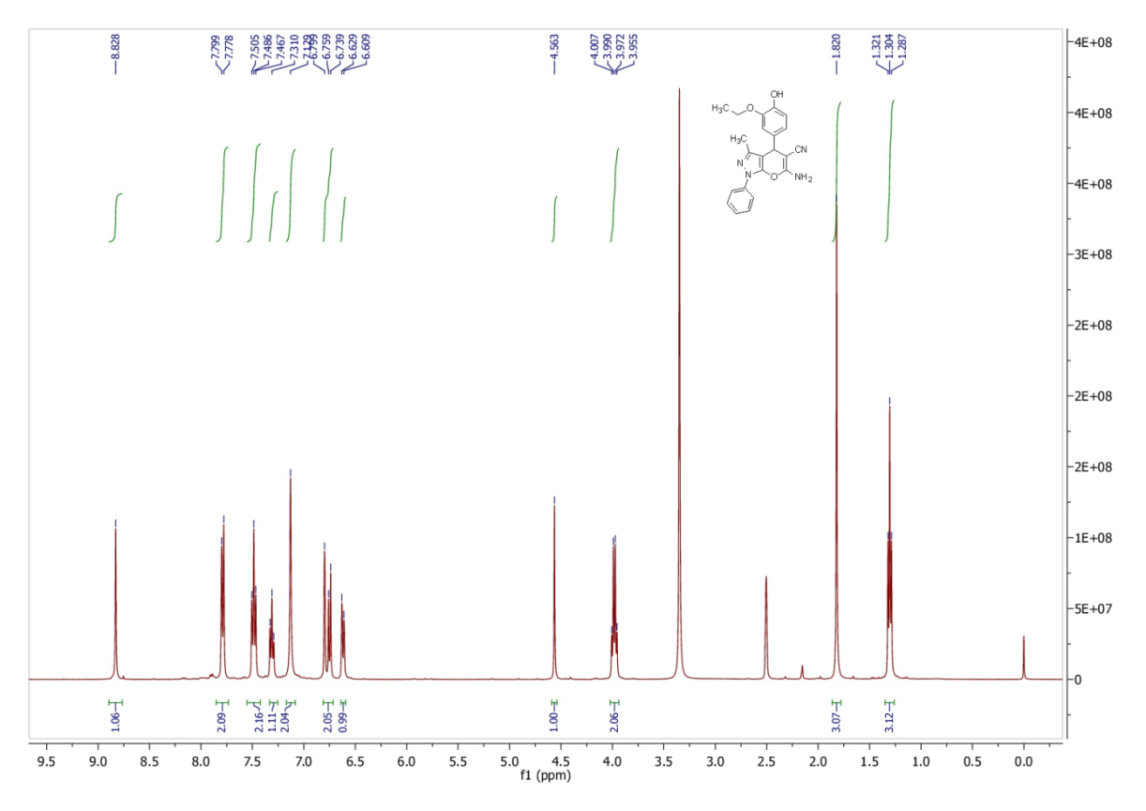 8.828
7.799
7.778
7.505
7.486
7.467
7.310
7.129
6.799
6.759
6.739
6.629
6.609
4.563
4.007
3.990
3.972
3.955
1.820
1.321
1.304
1.287
4E+08
4E+08
4E+08
3E+08
2E+08
2E+08
2E+08
1E+08
5E+07
0
OH
H₃C
O
H₃C
CN
N
N
O
NH₂
1.06
2.09
2.16
1.11
2.04
2.05
0.99
1.00
2.06
3.07
3.12
9.5 9.0 8.5 8.0 7.5 7.0 6.5 6.0 5.5 5.0 4.5 4.0 3.5 3.0 2.5 2.0 1.5 1.0 0.5 0.0
f1 (ppm)